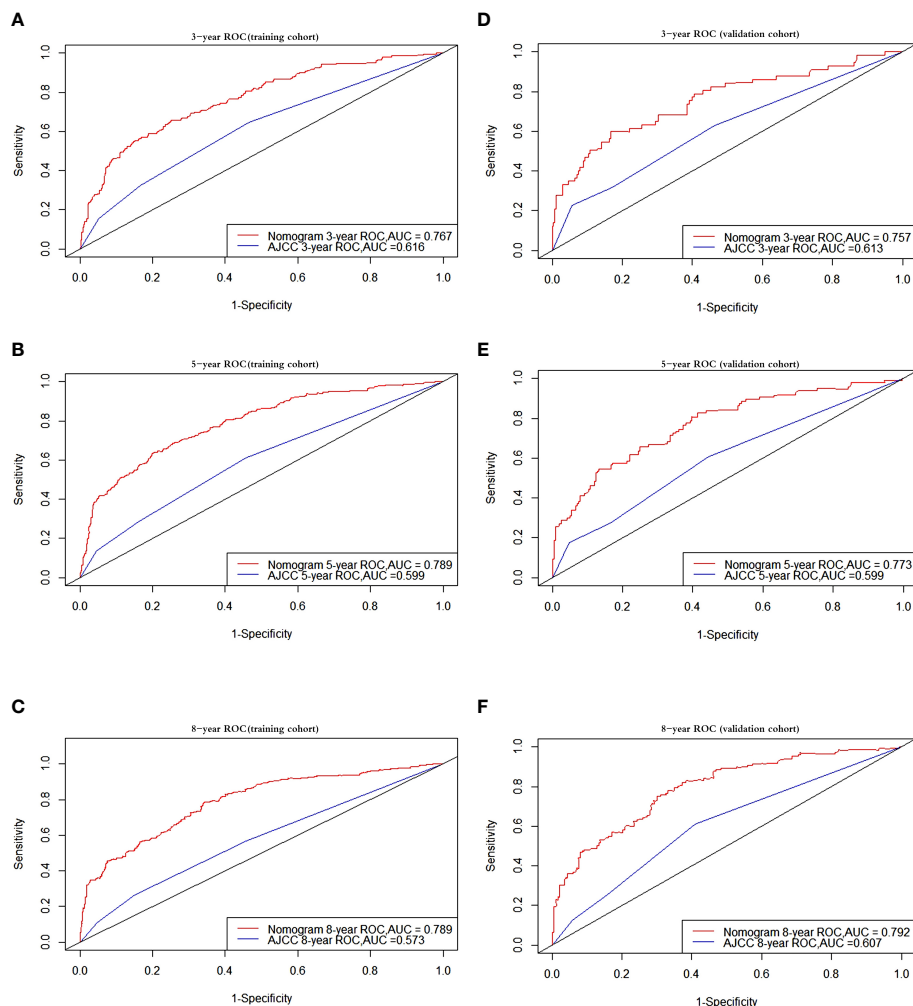 A
3−year ROC(training cohort)
Sensitivity
0.0 0.2 0.4 0.6 0.8 1.0
Nomogram 3-year ROC,AUC = 0.767
AJCC 3-year ROC,AUC =0.616
0.0 0.2 0.4 0.6 0.8 1.0
1-Specificity
B
5−year ROC(training cohort)
Sensitivity
0.0 0.2 0.4 0.6 0.8 1.0
Nomogram 5-year ROC,AUC = 0.789
AJCC 5-year ROC,AUC =0.599
0.0 0.2 0.4 0.6 0.8 1.0
1-Specificity
C
8−year ROC(training cohort)
Sensitivity
0.0 0.2 0.4 0.6 0.8 1.0
Nomogram 8-year ROC,AUC = 0.789
AJCC 8-year ROC,AUC =0.573
0.0 0.2 0.4 0.6 0.8 1.0
1-Specificity
D
3−year ROC (validation cohort)
Sensitivity
0.0 0.2 0.4 0.6 0.8 1.0
Nomogram 3-year ROC,AUC = 0.757
AJCC 3-year ROC,AUC =0.613
0.0 0.2 0.4 0.6 0.8 1.0
1-Specificity
E
5−year ROC (validation cohort)
Sensitivity
0.0 0.2 0.4 0.6 0.8 1.0
Nomogram 5-year ROC,AUC = 0.773
AJCC 5-year ROC,AUC =0.599
0.0 0.2 0.4 0.6 0.8 1.0
1-Specificity
F
8−year ROC (validation cohort)
Sensitivity
0.0 0.2 0.4 0.6 0.8 1.0
Nomogram 8-year ROC,AUC = 0.792
AJCC 8-year ROC,AUC =0.607
0.0 0.2 0.4 0.6 0.8 1.0
1-Specificity